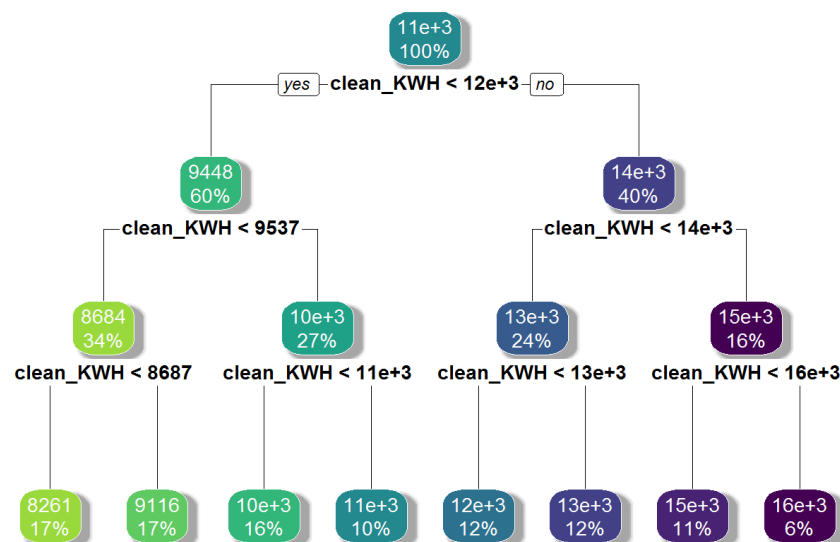 11e+3
100%
yes clean_KWH < 12e+3 no
9448
60%
14e+3
40%
clean_KWH < 9537
clean_KWH < 14e+3
8684
34%
10e+3
27%
13e+3
24%
15e+3
16%
clean_KWH < 8687
clean_KWH < 11e+3
clean_KWH < 13e+3
clean_KWH < 16e+3
8261
17%
9116
17%
10e+3
16%
11e+3
10%
12e+3
12%
13e+3
12%
15e+3
11%
16e+3
6%